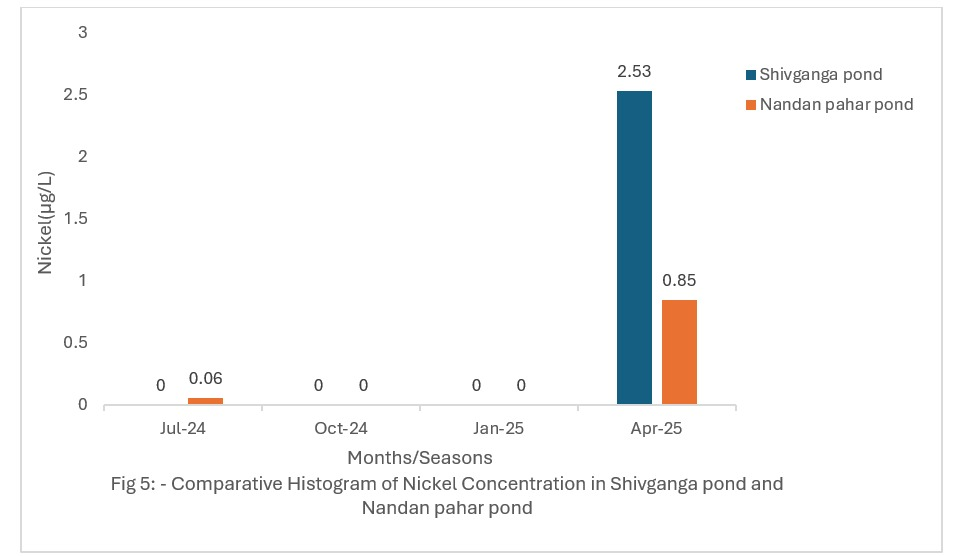 3
2.5
2
1.5
1
0.5
0
Nickel(µg/L)
2.53
0.85
0 0.06
0 0
0 0
Shivganga pond
Nandan pahar pond
Jul-24 Oct-24 Jan-25 Apr-25
Months/Seasons
Fig 5: - Comparative Histogram of Nickel Concentration in Shivganga pond and
Nandan pahar pond